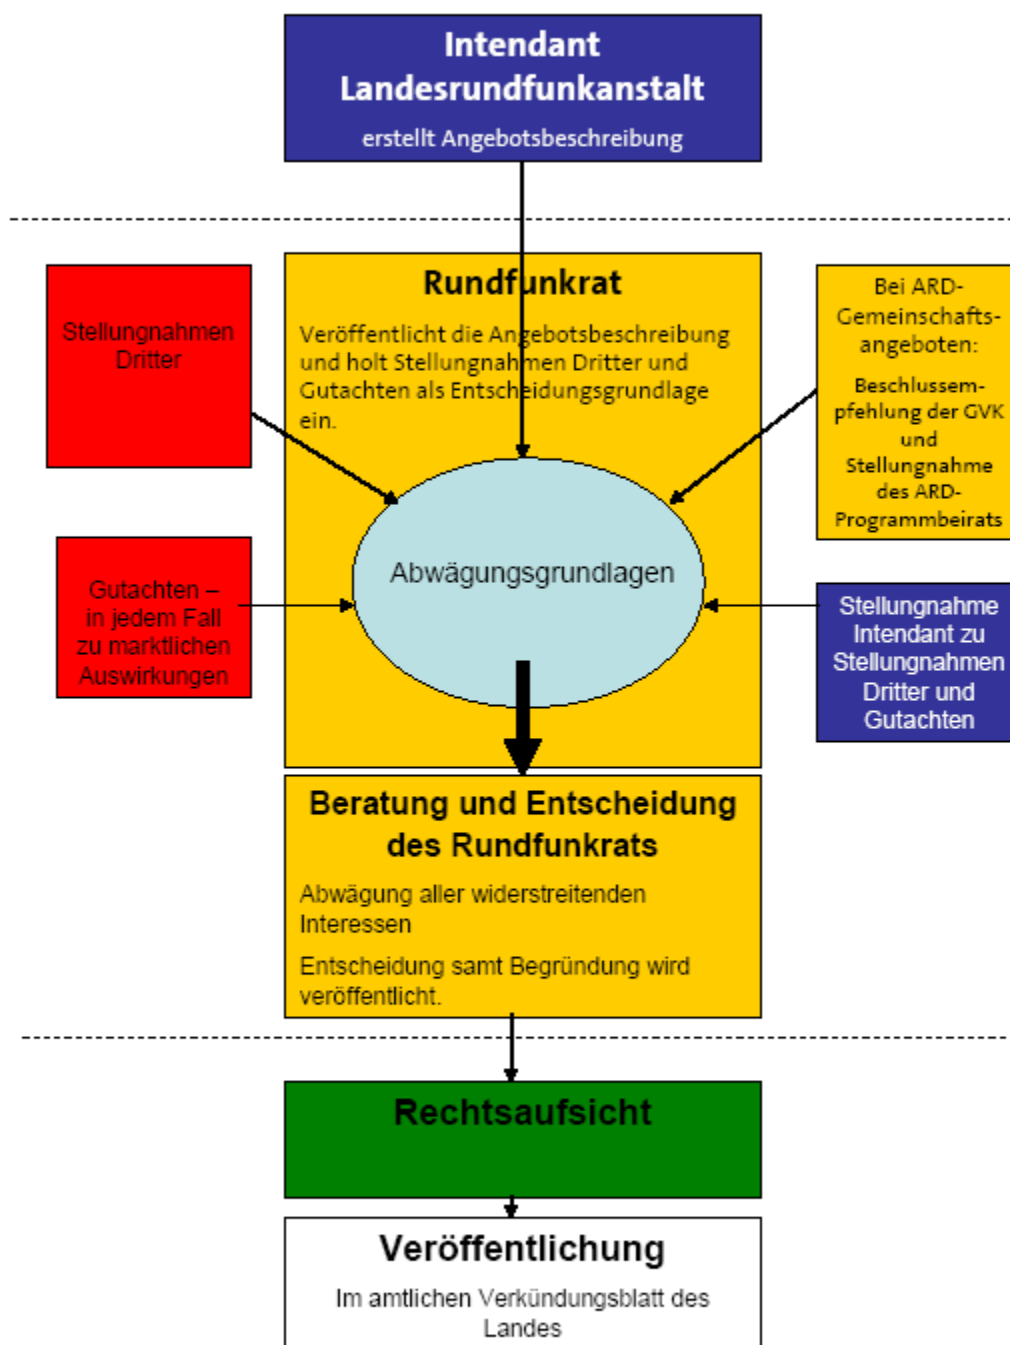 Intendant
Landesrundfunkanstalt
erstellt Angebotsbeschreibung
Rundfunkrat
Veröffentlicht die Angebotsbeschreibung
und holt Stellungnahmen Dritter und
Gutachten als Entscheidungsgrundlage
ein.
Stellungnahmen
Dritter
Bei ARD-
Gemeinschafts-
angeboten:
Beschlussem-
pfehlung der GVK
und
Stellungnahme
des ARD-
Programmbeirats
Abwägungsgrundlagen
Gutachten –
in jedem Fall
zu marktlichen
Auswirkungen
Stellungnahme
Intendant zu
Stellungnahmen
Dritter und
Gutachten
Beratung und Entscheidung
des Rundfunkrats
Abwägung aller widerstreitenden
Interessen
Entscheidung samt Begründung wird
veröffentlicht.
Rechtsaufsicht
Veröffentlichung
Im amtlichen Verkündungsblatt des
Landes